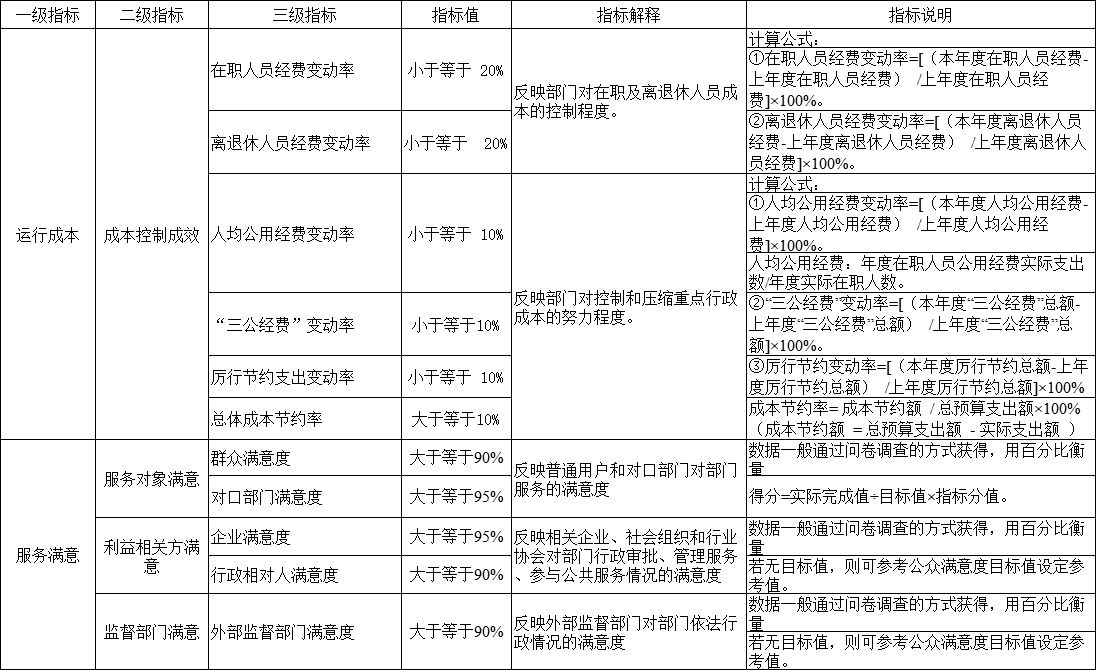 一级指标 二级指标 三级指标 指标值 指标解释 指标说明
运行成本
成本控制成效
在职人员经费变动率
小于等于 20%
反映部门对在职及离退休人员成
本的控制程度。
计算公式:
①在职人员经费变动率=[（本年度在职人员经费-
上年度在职人员经费） /上年度在职人员经
费]×100%。
离退休人员经费变动率
小于等于 20%
②离退休人员经费变动率=[（本年度离退休人员
经费-上年度离退休人员经费） /上年度离退休人
员经费]×100%。
人均公用经费变动率
小于等于 10%
反映部门对控制和压缩重点行政
成本的努力程度。
计算公式:
①人均公用经费变动率=[（本年度人均公用经费-
上年度人均公用经费） /上年度人均公用经
费]×100%。
人均公用经费：年度在职人员公用经费实际支出
数/年度实际在职人数。
“三公经费”变动率
小于等于10%
②“三公经费”变动率=[（本年度“三公经费”总额-
上年度“三公经费”总额） /上年度“三公经费”总
额]×100%。
厉行节约支出变动率
小于等于 10%
③厉行节约变动率=[（本年度厉行节约总额-上年
度厉行节约总额） /上年度厉行节约总额]×100%
总体成本节约率
大于等于10%
成本节约率= 成本节约额 / 总预算支出额×100%
（成本节约额 = 总预算支出额 - 实际支出额 ）
服务满意
服务对象满意
群众满意度
大于等于90%
反映普通用户和对口部门对部门
服务的满意度
数据一般通过问卷调查的方式获得，用百分比衡
量
对口部门满意度
大于等于95%
得分=实际完成值÷目标值×指标分值。
利益相关方满
意
企业满意度
大于等于95%
反映相关企业、社会组织和行业
协会对部门行政审批、管理服务
、参与公共服务情况的满意度
数据一般通过问卷调查的方式获得，用百分比衡
量
行政相对人满意度
大于等于90%
若无目标值，则可参考公众满意度目标值设定参
考值。
监督部门满意
外部监督部门满意度
大于等于90%
反映外部监督部门对部门依法行
政情况的满意度
数据一般通过问卷调查的方式获得，用百分比衡
量
若无目标值，则可参考公众满意度目标值设定参
考值。